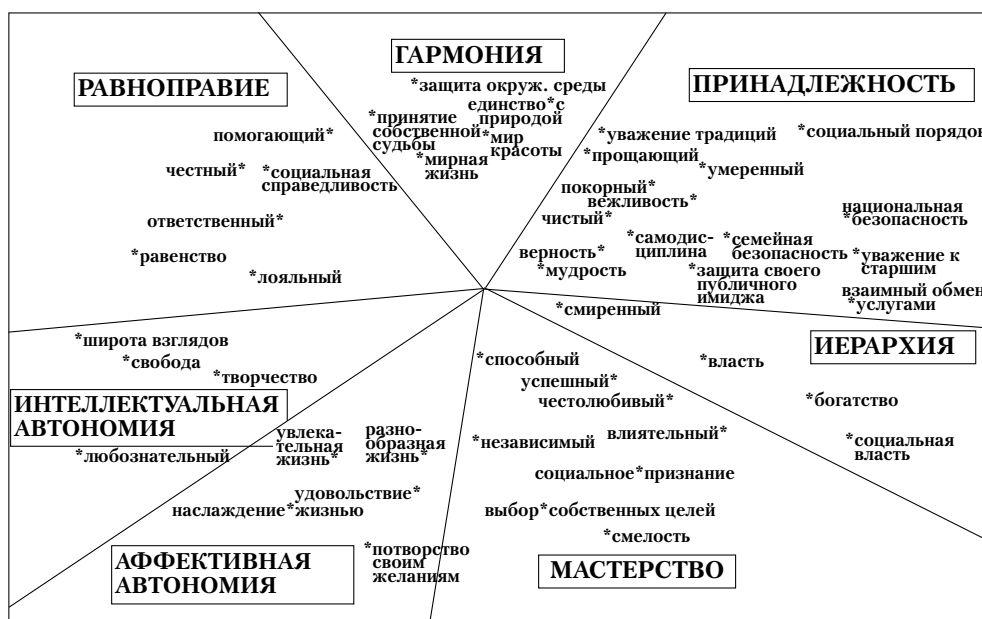 РАВНОПРАВИЕ
помогающий*
честный*
*социальная
справедливость
ответственный*
*равенство
*лояльный
ГАРМОНИЯ
*защита окруж. среды
единство*с
природой
*принятие
собственной
судьбы
*мир
красоты
*мирная
жизнь
ПРИНАДЛЕЖНОСТЬ
*уважение традиций
*социальный порядок
*прощающий
*умеренный
покорный*
вежливость*
чистый*
национальная
*безопасность
верность*
*самодис-
циплина
*семейная
безопасность
*уважение к
старшим
*мудрость
*защита своего
публичного
имиджа
взаимный обмен
*услугами
*смиренный
ИЕРАРХИЯ
*власть
*богатство
*социальная
власть
*широта взглядов
*свобода
*творчество
ИНТЕЛЛЕКТУАЛЬНАЯ
АВТОНОМИЯ
*любознательный
увлека-
тельная
жизнь*
разно-
образная
жизнь*
удовольствие*
наслаждение*жизнью
*потворство
своим
желаниям
АФФЕКТИВНАЯ
АВТОНОМИЯ
*способный
успешный*
честолюбивый*
*независимый
влиятельный*
социальное*признание
выбор*собственных целей
*смелость
МАСТЕРСТВО